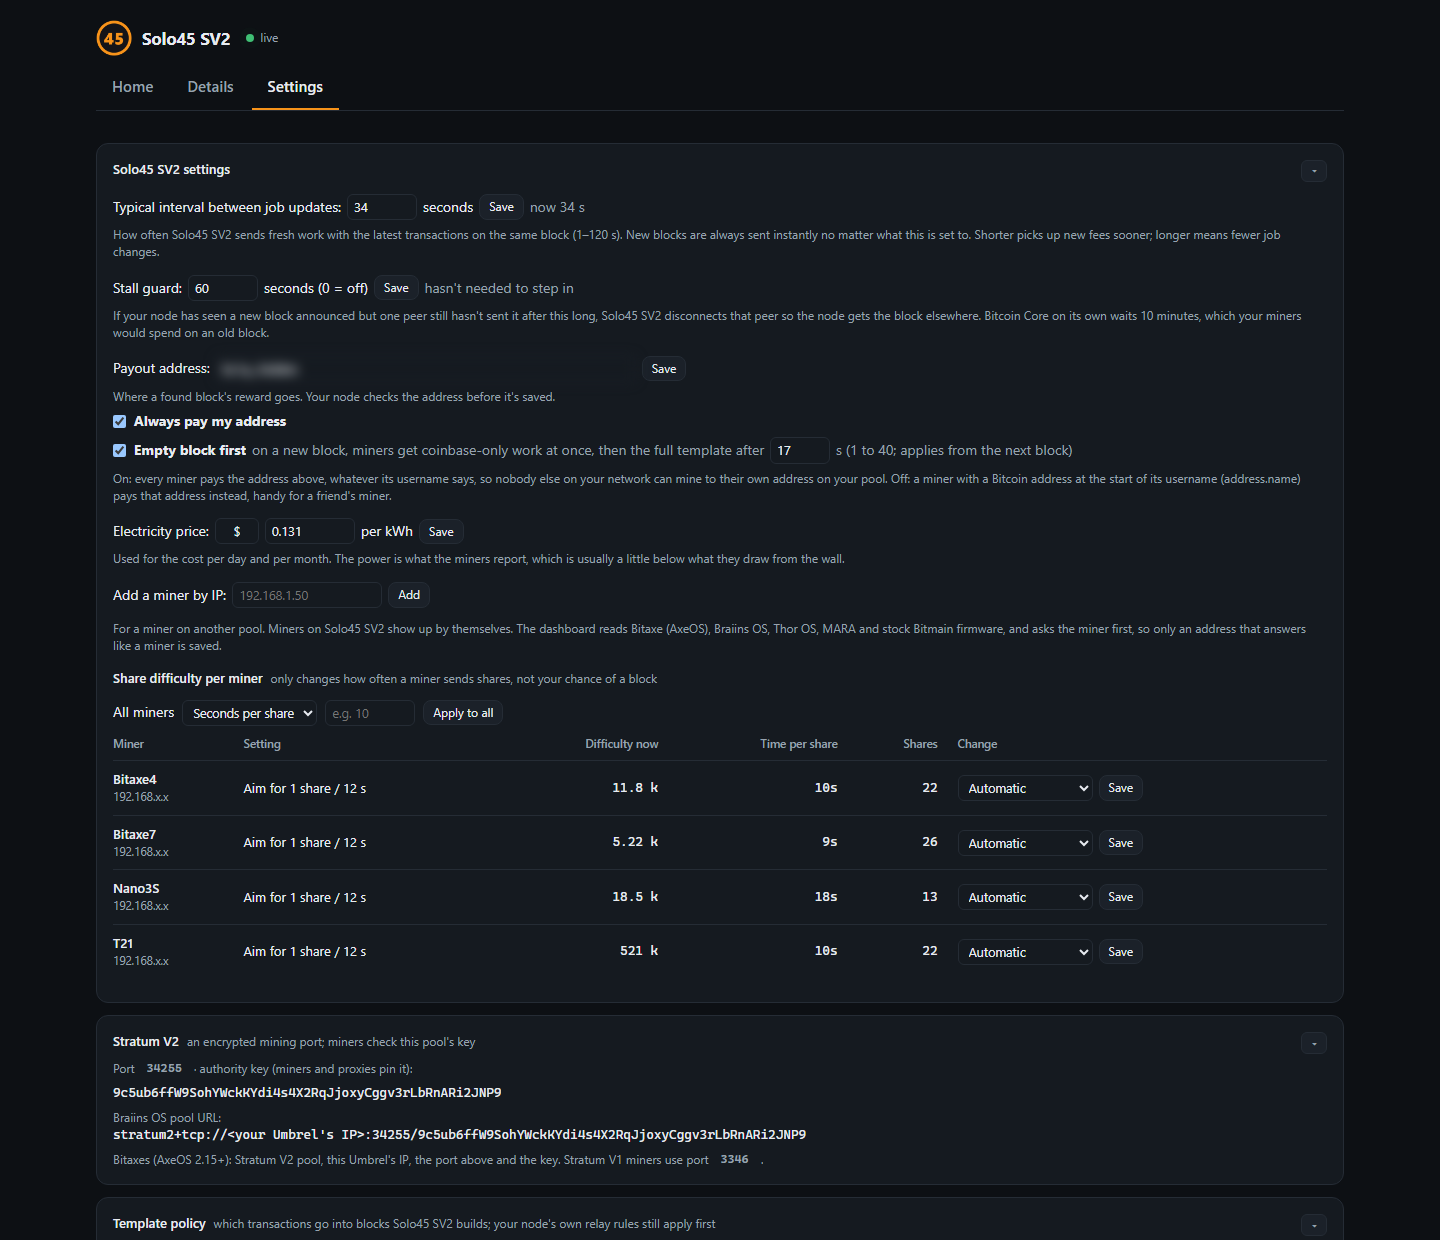 45 Solo45 SV2 live
Home Details Settings
Solo45 SV2 settings -
Typical interval between job updates: 34 seconds Save now 34 s
How often Solo45 SV2 sends fresh work with the latest transactions on the same block (1–120 s). New blocks are always sent instantly no matter what this is set to. Shorter picks up new fees sooner; longer means fewer job
changes.
Stall guard: 60 seconds (0 = off) Save hasn't needed to step in
If your node has seen a new block announced but one peer still hasn't sent it after this long, Solo45 SV2 disconnects that peer so the node gets the block elsewhere. Bitcoin Core on its own waits 10 minutes, which your miners
would spend on an old block.
Payout address: Save
Where a found block's reward goes. Your node checks the address before it's saved.
Always pay my address
Empty block first on a new block, miners get coinbase-only work at once, then the full template after 17 s (1 to 40; applies from the next block)
On: every miner pays the address above, whatever its username says, so nobody else on your network can mine to their own address on your pool. Off: a miner with a Bitcoin address at the start of its username (address.name)
pays that address instead, handy for a friend's miner.
Electricity price: $ 0.131 per kWh Save
Used for the cost per day and per month. The power is what the miners report, which is usually a little below what they draw from the wall.
Add a miner by IP: 192.168.1.50 Add
For a miner on another pool. Miners on Solo45 SV2 show up by themselves. The dashboard reads Bitaxe (AxeOS), Braiins OS, Thor OS, MARA and stock Bitmain firmware, and asks the miner first, so only an address that answers
like a miner is saved.
Share difficulty per miner only changes how often a miner sends shares, not your chance of a block
All miners Seconds per share e.g. 10 Apply to all
Miner Setting Difficulty now Time per share Shares Change
Bitaxe4
192.168.x.x
Aim for 1 share / 12 s 11.8 k 10s 22 Automatic Save
Bitaxe7
192.168.x.x
Aim for 1 share / 12 s 5.22 k 9s 26 Automatic Save
Nano3S
192.168.x.x
Aim for 1 share / 12 s 18.5 k 18s 13 Automatic Save
T21
192.168.x.x
Aim for 1 share / 12 s 521 k 10s 22 Automatic Save
Stratum V2 an encrypted mining port; miners check this pool's key -
Port 34255 · authority key (miners and proxies pin it):
9c5ub6ffW9SohYWckKYdi4s4X2RqJjoxyCggv3rLbRnARi2JNP9
Braiins OS pool URL:
stratum2+tcp://<your Umbrel's IP>:34255/9c5ub6ffW9SohYWckKYdi4s4X2RqJjoxyCggv3rLbRnARi2JNP9
Bitaxes (AxeOS 2.15+): Stratum V2 pool, this Umbrel's IP, the port above and the key. Stratum V1 miners use port 3346 .
Template policy which transactions go into blocks Solo45 SV2 builds; your node's own relay rules still apply first -